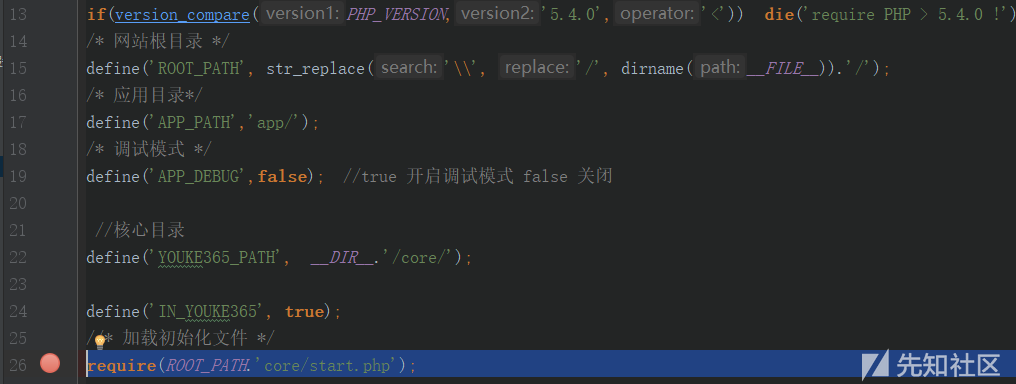 13 if(version_compare(version1: PHP_VERSION, version2: '5.4.0', operator: '<')) die('require PHP > 5.4.0 !')
14 /* 网站根目录 */
15 define('ROOT_PATH', str_replace(search: '\\', replace: '/', dirname(path: __FILE__)).'/');
16 /* 应用目录*/
17 define('APP_PATH','app/');
18 /* 调试模式 */
19 define('APP_DEBUG',false); //true 开启调试模式 false 关闭
20
21 //核心目录
22 define('YOUKE365_PATH', __DIR__.'/core/');
23
24 define('IN_YOUKE365', true);
25 /* 加载初始化文件 */
26 require(ROOT_PATH.'core/start.php');
先知社区